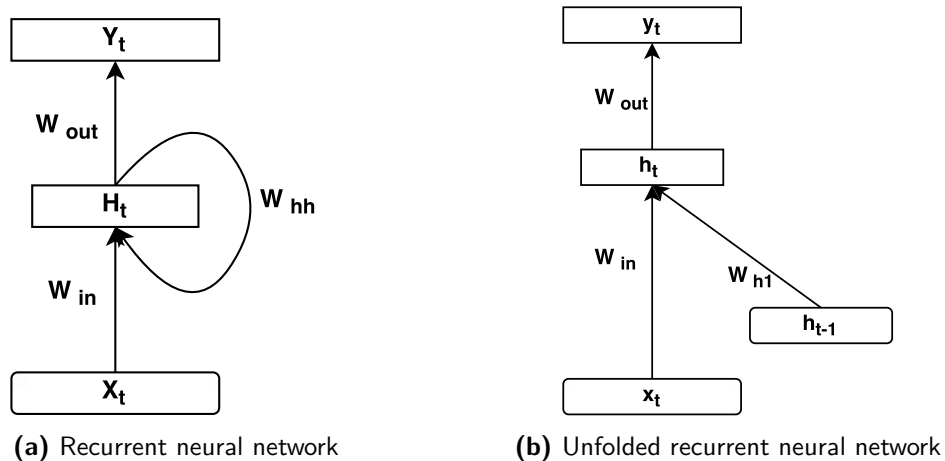 Y_t
W_out
H_t
W_hh
W_in
X_t
(a) Recurrent neural network
y_t
W_out
h_t
W_in
W_h1
h_t-1
x_t
(b) Unfolded recurrent neural network